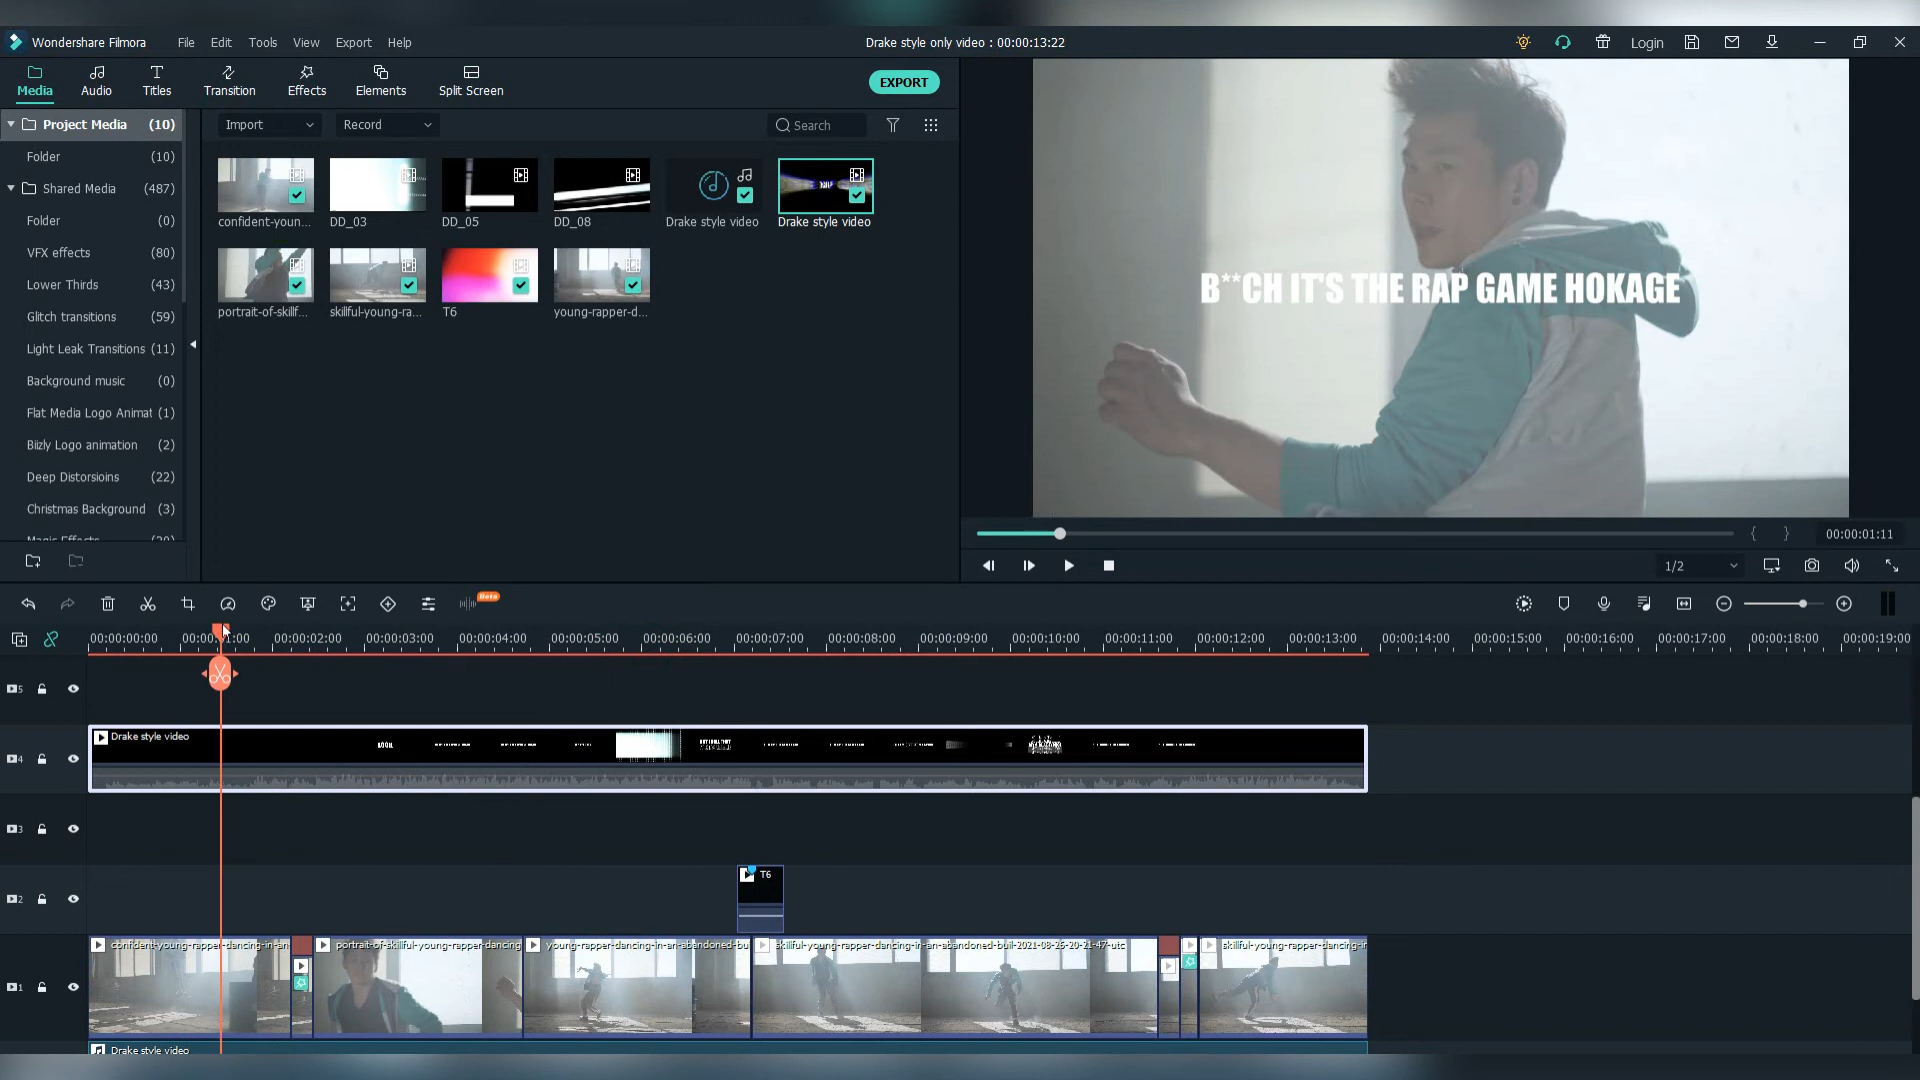 Wondershare Filmora File Edit Tools View Export Help Drake style only video : 00:00:13:22 Login
Media Audio Titles Transition Effects Elements Split Screen EXPORT
Project Media (10) Import Record Search
Folder (10)
Shared Media (487)
Folder (0)
VFX effects (80)
Lower Thirds (43)
Glitch transitions (59)
Light Leak Transitions (11)
Background music (0)
Flat Media Logo Animat (1)
Biizly Logo animation (2)
Deep Distorsioins (22)
Christmas Background (3)
Magic Effects
confident-youn... DD_03 DD_05 DD_08 Drake style video Drake style video
portrait-of-skillf... skillful-young-ra... T6 young-rapper-d...
B**CH IT'S THE RAP GAME HOKAGE
00:00:01:11
1/2
Beta
00:00:00:00 00:00:02:00 00:00:03:00 00:00:04:00 00:00:05:00 00:00:06:00 00:00:07:00 00:00:08:00 00:00:09:00 00:00:10:00 00:00:11:00 00:00:12:00 00:00:13:00 00:00:14:00 00:00:15:00 00:00:16:00 00:00:17:00 00:00:18:00 00:00:19:00
5
4 Drake style video
3
2 T6
1 confident-young-rapper-dancing-in-an portrait-of-skillful-young-rapper-dancing young-rapper-dancing-in-an-abandoned-bui skillful-young-rapper-dancing-in-an-abandoned-buil-2021-08-26-20-21-47-utc skillful-young-rapper-dancing-in
Drake style video